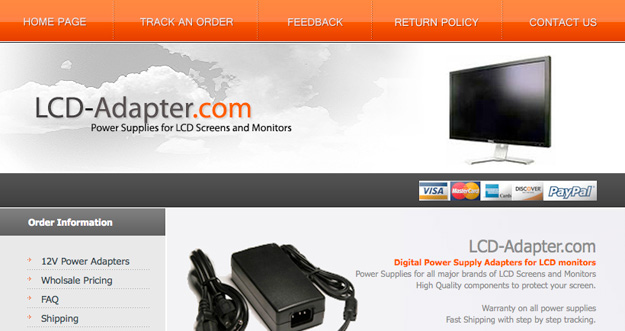 HOME PAGE TRACK AN ORDER FEEDBACK RETURN POLICY CONTACT US
LCD-Adapter.com
Power Supplies for LCD Screens and Monitors
VISA MasterCard DISCOVER PayPal
Order Information
12V Power Adapters
Wholsale Pricing
FAQ
Shipping
LCD-Adapter.com
Digital Power Supply Adapters for LCD monitors
Power Supplies for all major brands of LCD Screens and Monitors
High Quality components to protect your screen.
Warranty on all power supplies
Fast Shipping with step by step tracking.